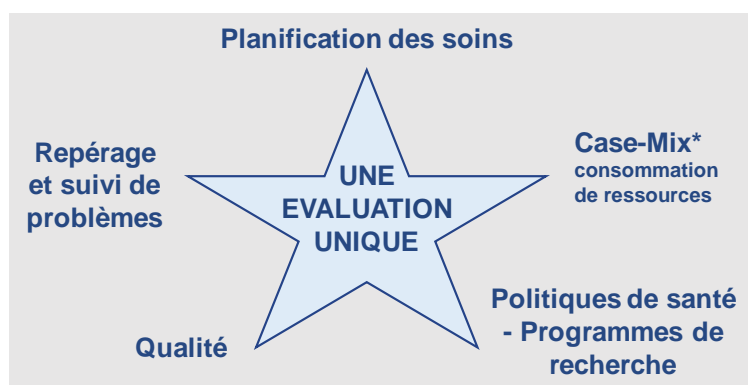 Planification des soins
Repérage
et suivi de
problèmes
Case-Mix*
consommation
de ressources
UNE
EVALUATION
UNIQUE
Qualité
Politiques de santé
- Programmes de
recherche